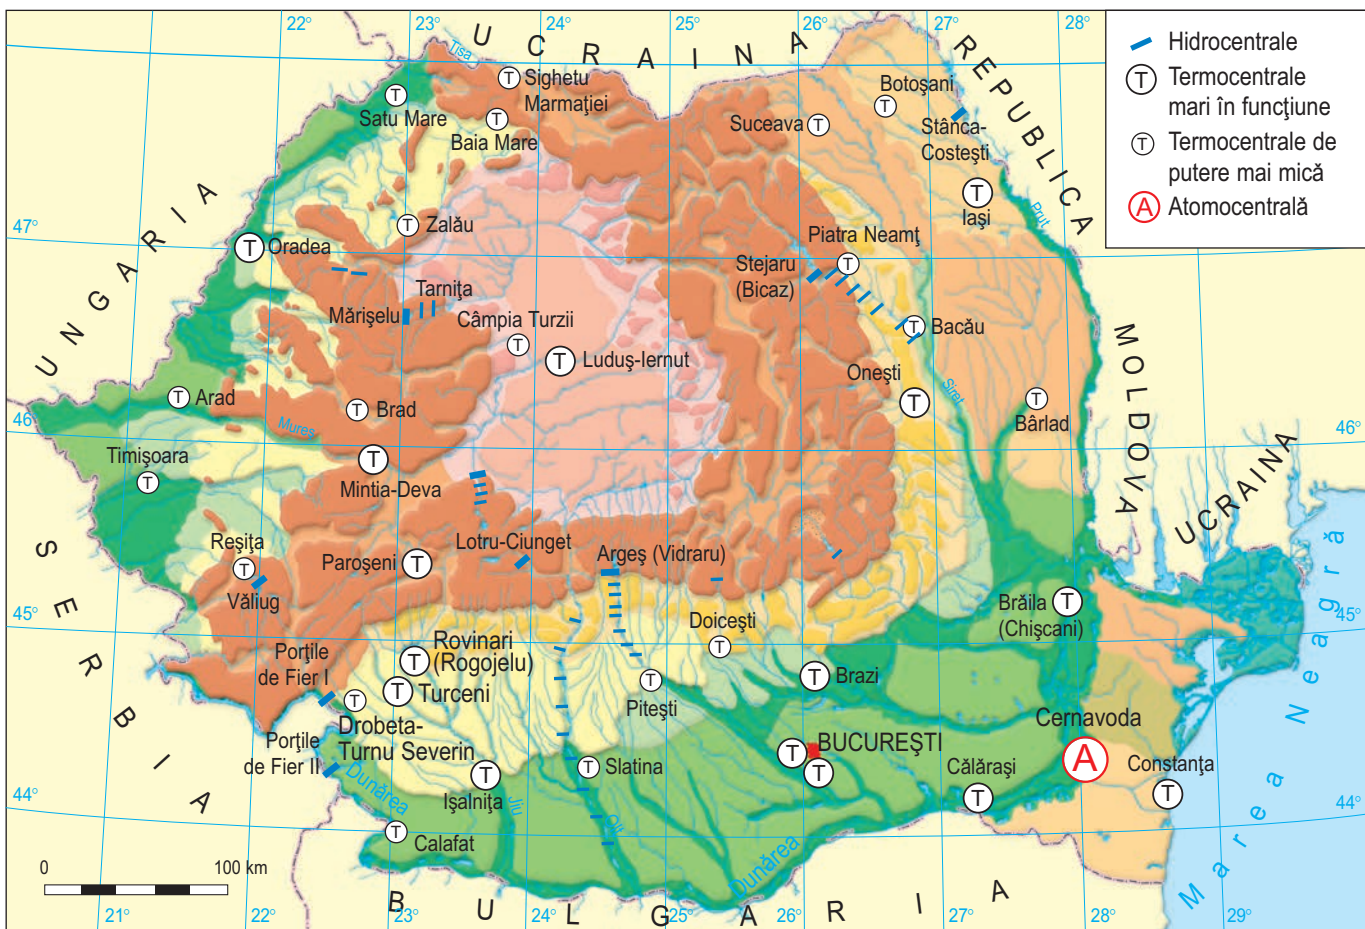 22°
23°
24°
25°
26°
27°
28°
UCRAINA
REPUBLICA
MOLDOVA
UCRAINA
UNGARIA
SERBIA
BULGARIA
Marea Neagră
Hidrocentrale
T Termocentrale
mari în funcţiune
T Termocentrale de
putere mai mică
A Atomocentrală
Tisa
T Sighetu
Marmaţiei
T
Satu Mare
T
Baia Mare
Suceava T
Botoşani
T
Stânca-
Costeşti
T
Iaşi
Prut
47°
47°
T Oradea
T Zalău
Piatra Neamţ
T
Stejaru
(Bicaz)
Tarniţa
Mărişelu
Câmpia Turzii
T
T Luduş-Iernut
T
Bacău
Oneşti
T
Siret
T
Bârlad
T Arad
T Brad
Mureş
46°
46°
Timişoara
T
T
Mintia-Deva
Reşiţa
T
Văliug
Paroşeni T
Lotru-Ciunget
Argeş (Vidraru)
Brăila
(Chişcani)
T
45°
45°
Doiceşti
T
Rovinari
(Rogojelu)
T
Porţile
de Fier I
T Turceni
T
Drobeta-
Turnu Severin
Porţile
de Fier II
T
Piteşti
T Brazi
Cernavoda
A
T BUCUREŞTI
T
T Slatina
T
Işalniţa
Călăraşi
T
Constanţa
T
Dunărea
Jiu
Olt
Dunărea
44°
44°
T
Calafat
0 100 km
21°
22°
23°
24°
25°
26°
27°
28°
29°